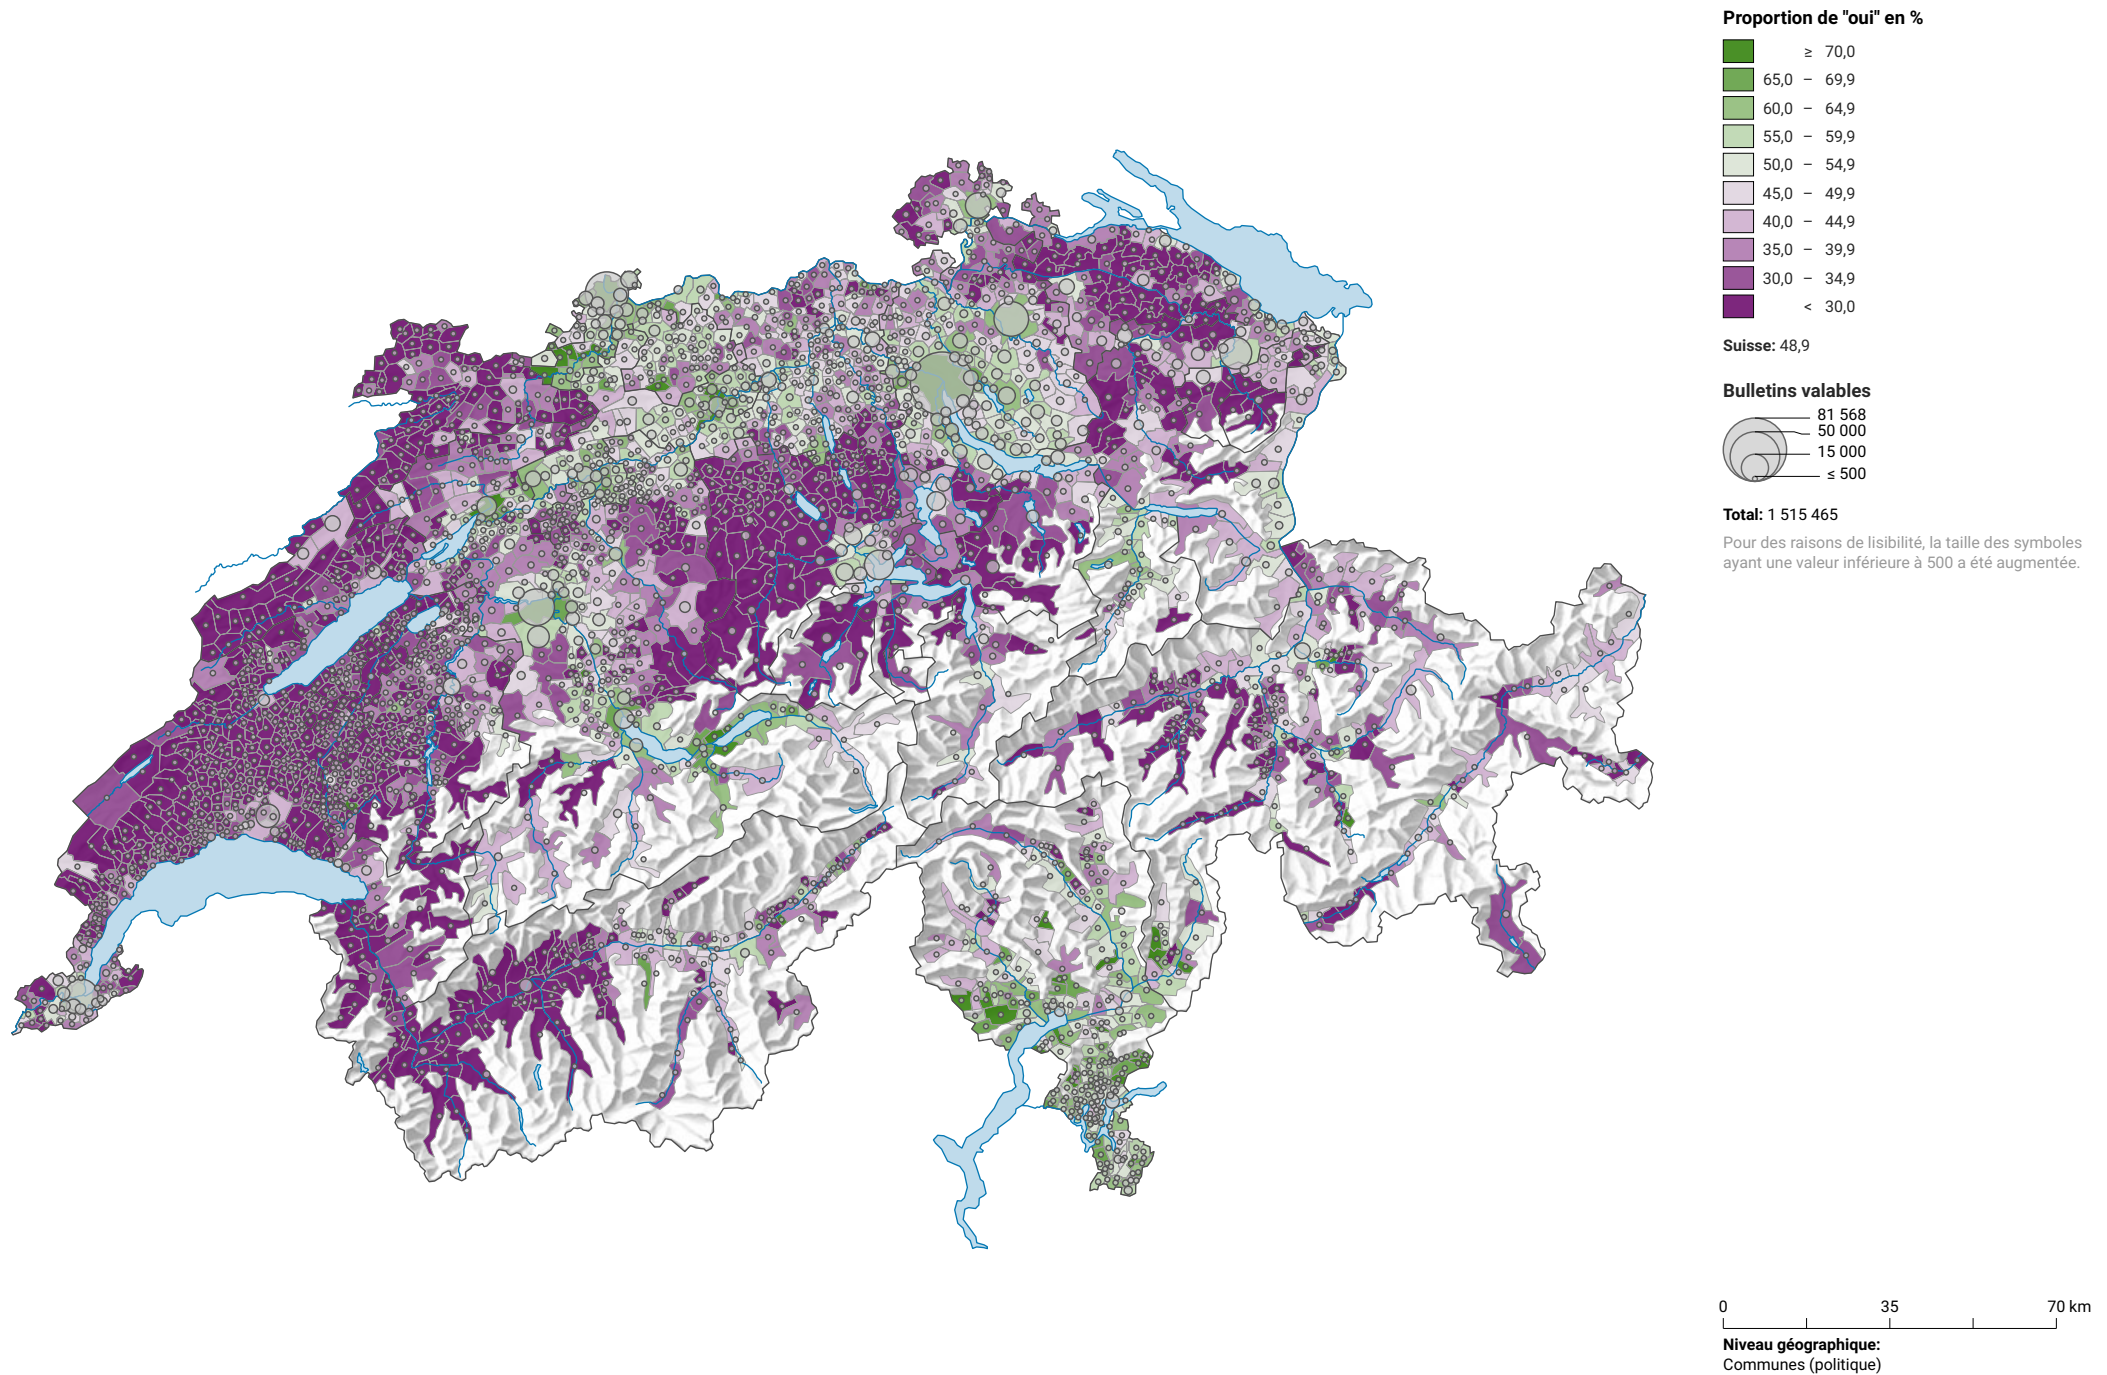 Proportion de "oui" en %
≥ 70,0
65,0 – 69,9
60,0 – 64,9
55,0 – 59,9
50,0 – 54,9
45,0 – 49,9
40,0 – 44,9
35,0 – 39,9
30,0 – 34,9
< 30,0
Suisse: 48,9
Bulletins valables
81 568
50 000
15 000
≤ 500
Total: 1 515 465
Pour des raisons de lisibilité, la taille des symboles
ayant une valeur inférieure à 500 a été augmentée.
0 35 70 km
Niveau géographique:
Communes (politique)